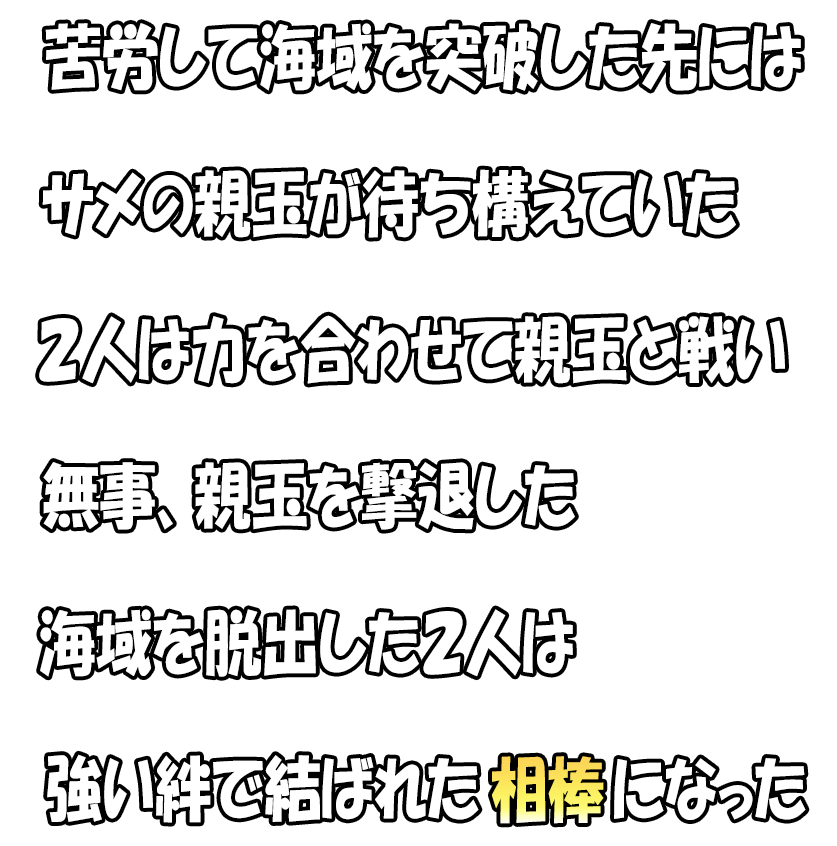 苦労して海域を突破した先には
サメの親玉が待ち構えていた
2人は力を合わせて親玉と戦い
無事、親玉を撃退した
海域を脱出した2人は
強い絆で結ばれた相棒になった